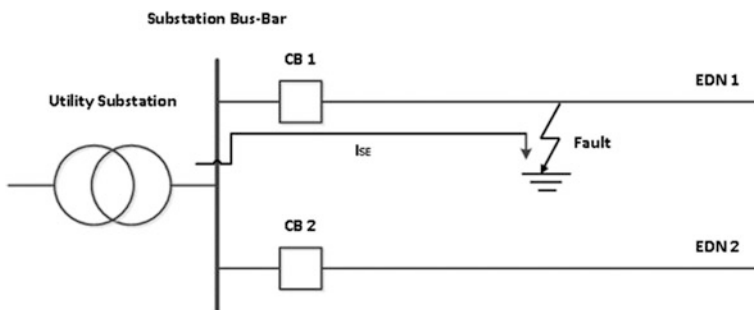 Substation Bus-Bar
CB 1
EDN 1
Utility Substation
ISE
Fault
CB 2
EDN 2